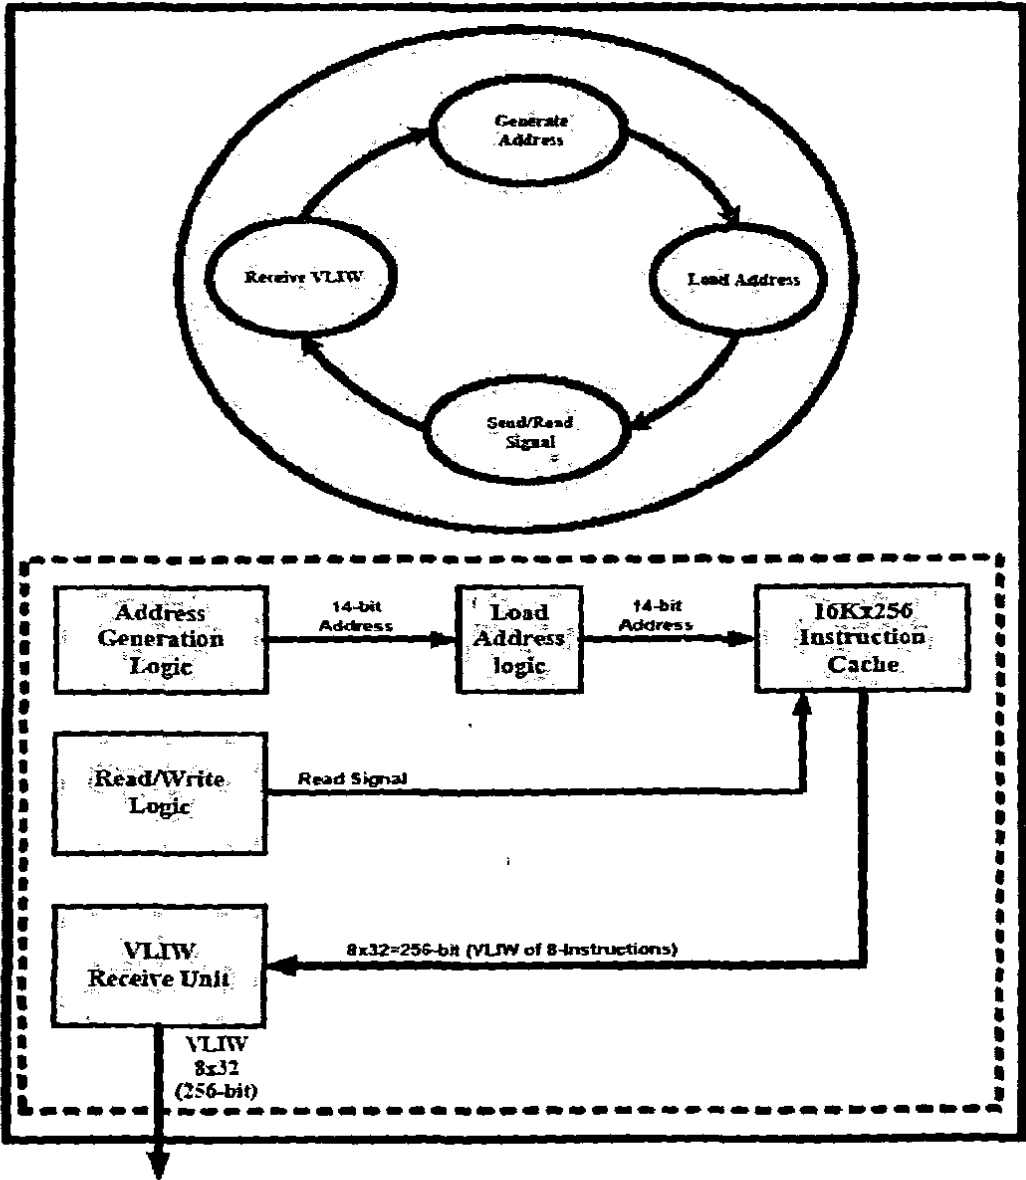 Generate
Address
Receive VLIW
Load Address
Send/Read
Signal
Address
Generation
Logic
14-bit
Address
Load
Address
logic
14-bit
Address
16Kx256
Instruction
Cache
Read/Write
Logic
Read Signal
VLIW
Receive Unit
8x32=256-bit (VLIW of 8-Instructions)
VLIW
8x32
(256-bit)